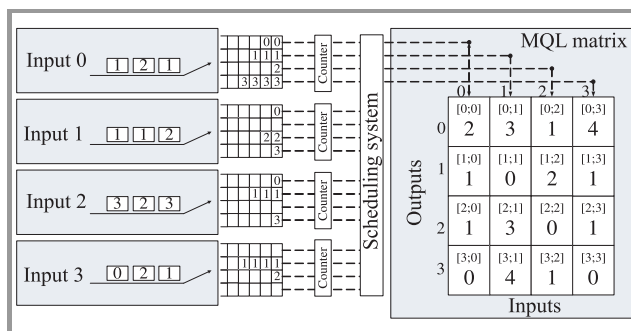 Input 0
1 2 1
0 0
1 1 1
2
3 3 3 3
Counter
Input 1
1 1 2
0
2 2
3
Counter
Input 2
3 2 3
0
1 1 1
3
Counter
Input 3
0 2 1
1 1 1 1
2
Counter
Scheduling system
MQL matrix
0 1 2 3
[0;0] [0;1] [0;2] [0;3]
0 2 3 1 4
[1;0] [1;1] [1;2] [1;3]
1 1 0 2 1
[2;0] [2;1] [2;2] [2;3]
2 1 3 0 1
[3;0] [3;1] [3;2] [3;3]
3 0 4 1 0
Outputs
Inputs